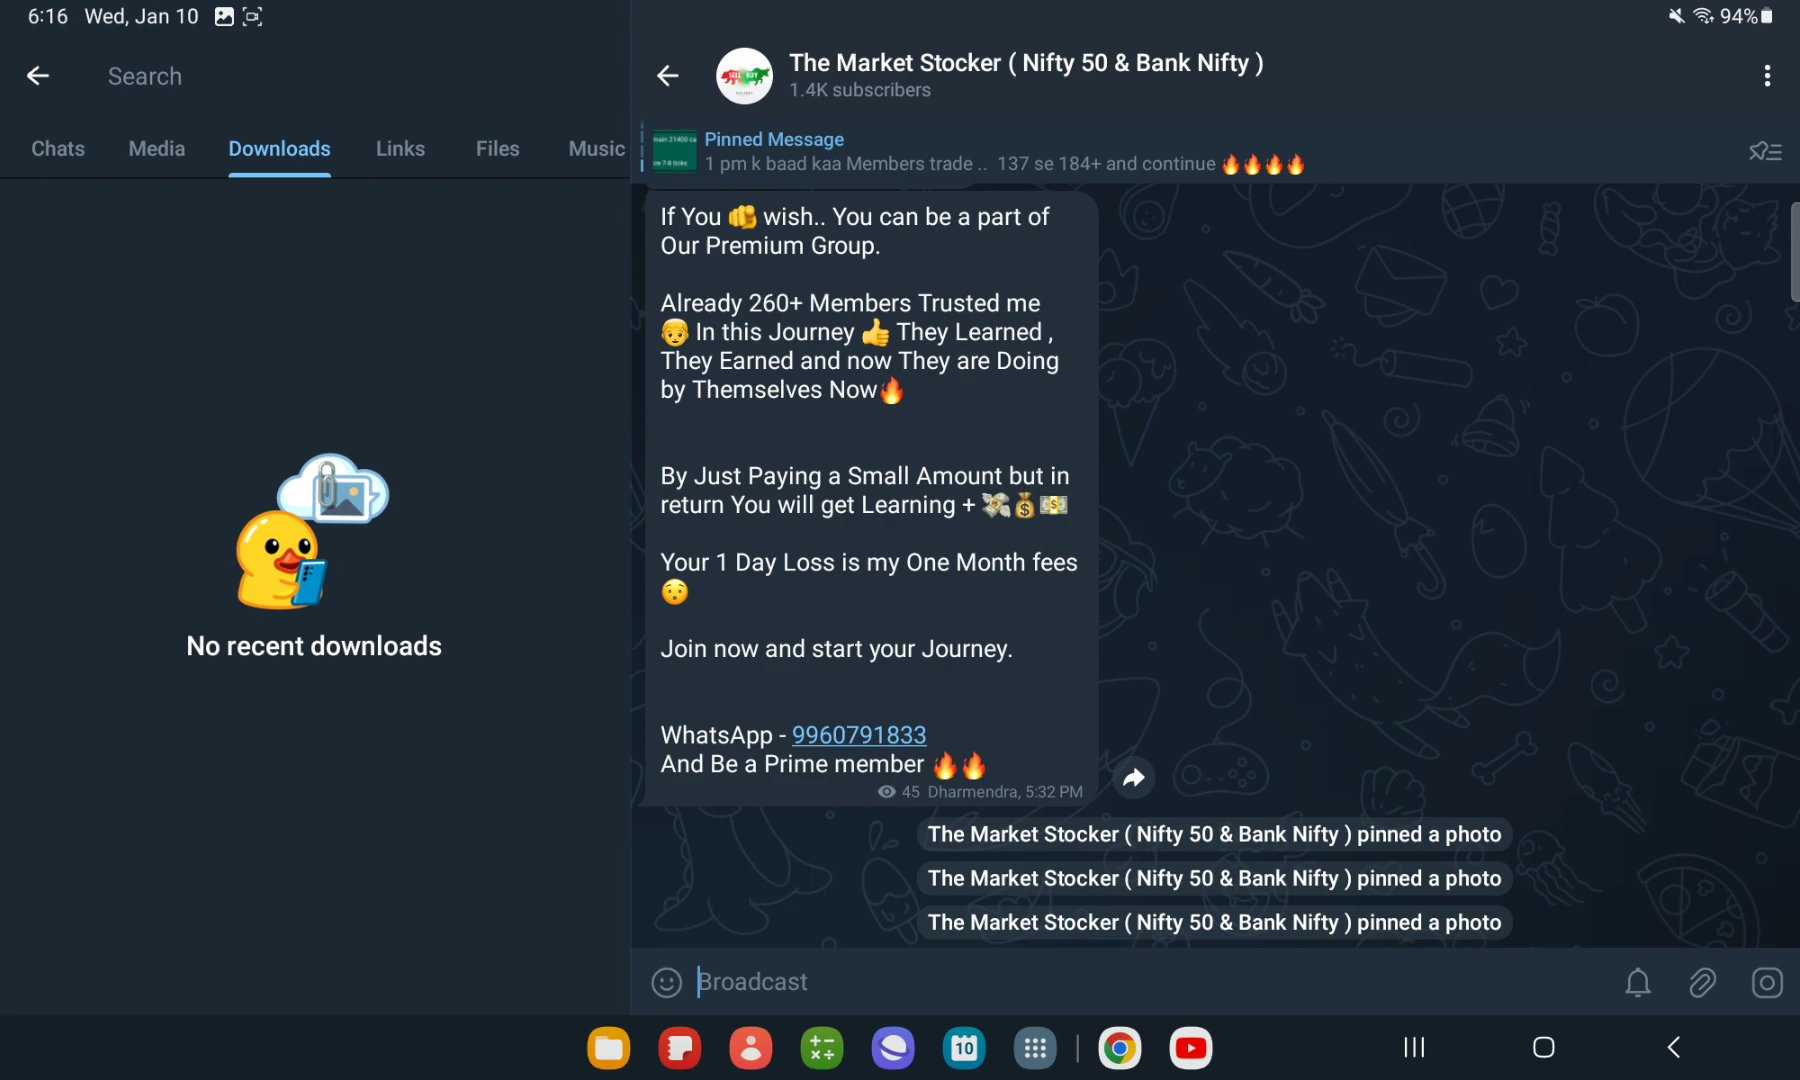 6:16 Wed, Jan 10
94%
Search
Chats Media Downloads Links Files Music
No recent downloads
The Market Stocker ( Nifty 50 & Bank Nifty )
1.4K subscribers
SELL BUY
main 21400 ca
Pinned Message
1 pm k baad kaa Members trade .. 137 se 184+ and continue 🔥🔥🔥🔥
If You 🫵 wish.. You can be a part of
Our Premium Group.
Already 260+ Members Trusted me
👨 In this Journey 👍 They Learned ,
They Earned and now They are Doing
by Themselves Now🔥
By Just Paying a Small Amount but in
return You will get Learning + 💸💰💵
Your 1 Day Loss is my One Month fees
😯
Join now and start your Journey.
WhatsApp - 9960791833
And Be a Prime member 🔥🔥
45 Dharmendra, 5:32 PM
The Market Stocker ( Nifty 50 & Bank Nifty ) pinned a photo
The Market Stocker ( Nifty 50 & Bank Nifty ) pinned a photo
The Market Stocker ( Nifty 50 & Bank Nifty ) pinned a photo
Broadcast
10